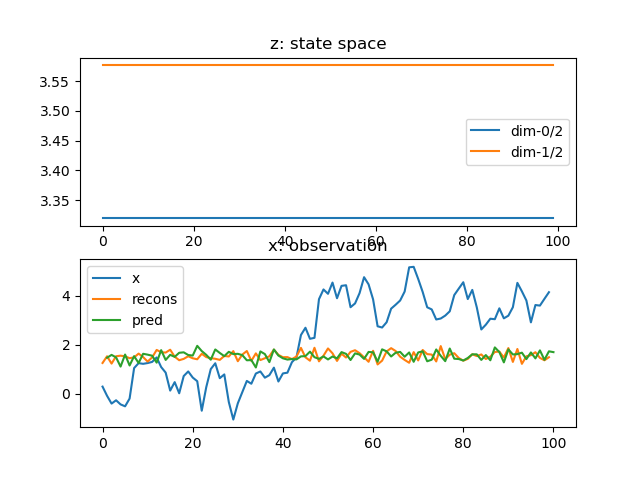 z: state space
3.55
3.50
3.45
3.40
3.35
dim-0/2
dim-1/2
0 20 40 60 80 100
x: observation
x
recons
pred
4
2
0
0 20 40 60 80 100